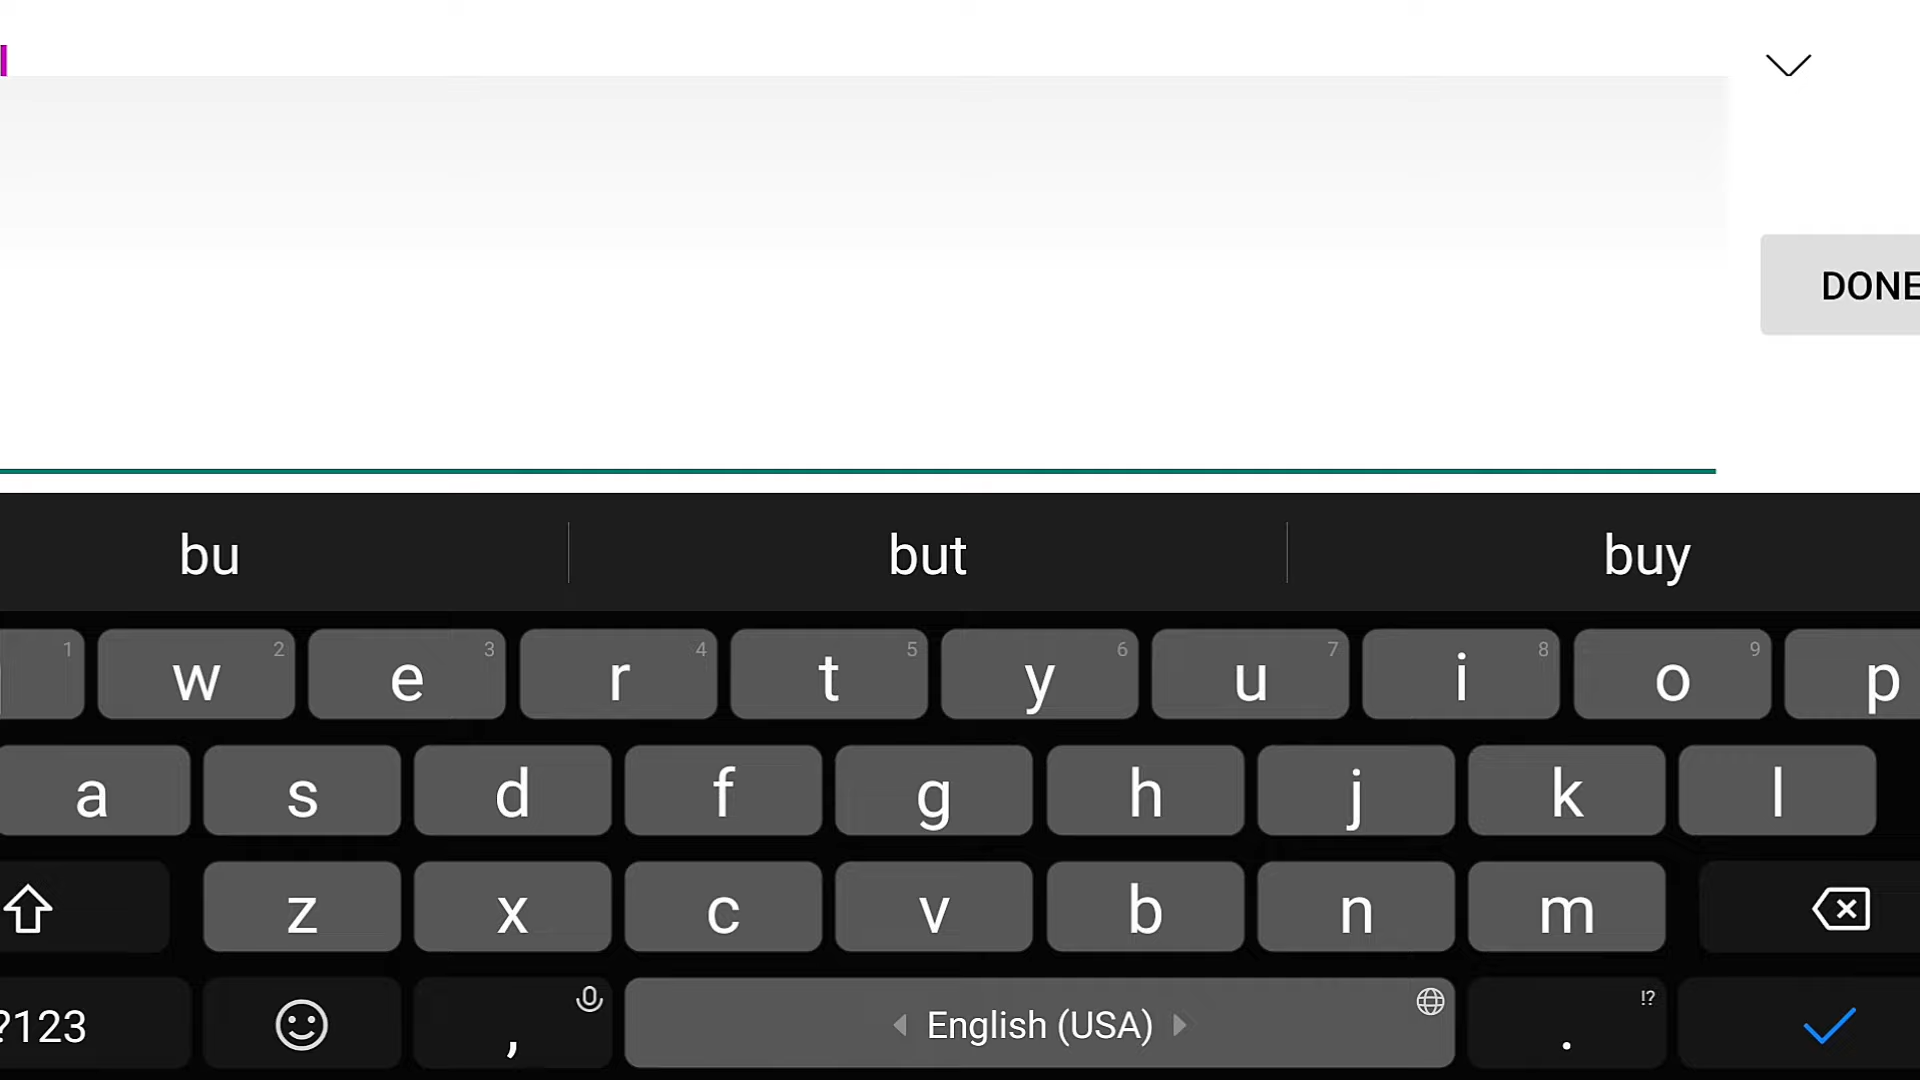 DONE
bu but buy
1 w 2 e 3 r 4 t 5 y 6 u 7 i 8 o 9 p
a s d f g h j k l
z x c v b n m
?123 , English (USA) . !?